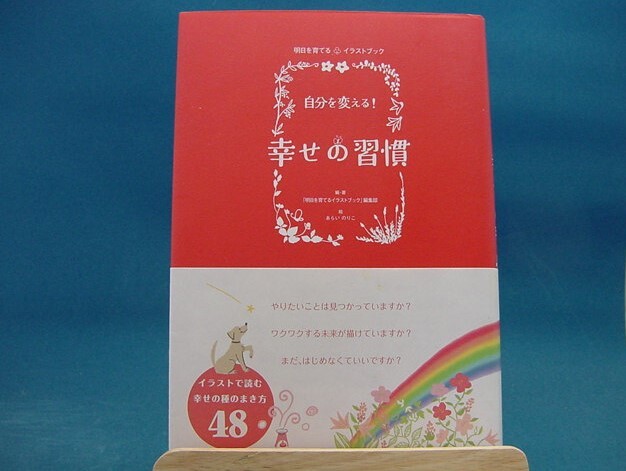 明日を育てる イラストブック
自分を変える!
幸せの習慣
編・著
「明日を育てるイラストブック」編集部
絵
あらい のりこ
やりたいことは見つかっていますか?
ワクワクする未来が描けていますか?
まだ、はじめなくていいですか?
イラストで読む
幸せの種のまき方
48